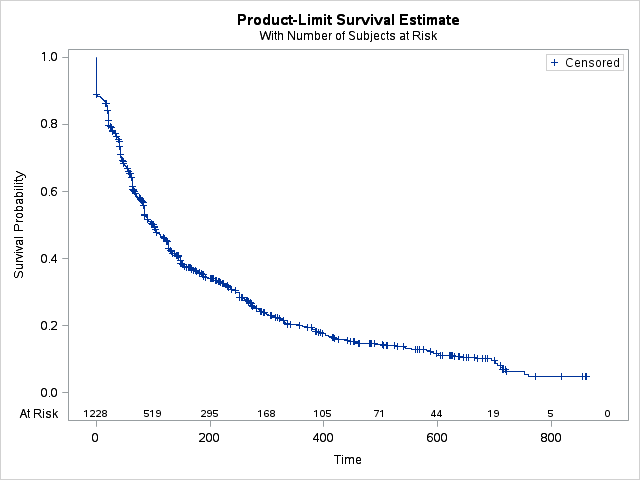 Product-Limit Survival Estimate
With Number of Subjects at Risk
+ Censored
1.0
0.8
0.6
0.4
0.2
0.0
Survival Probability
At Risk 1228 519 295 168 105 71 44 19 5 0
0 200 400 600 800
Time